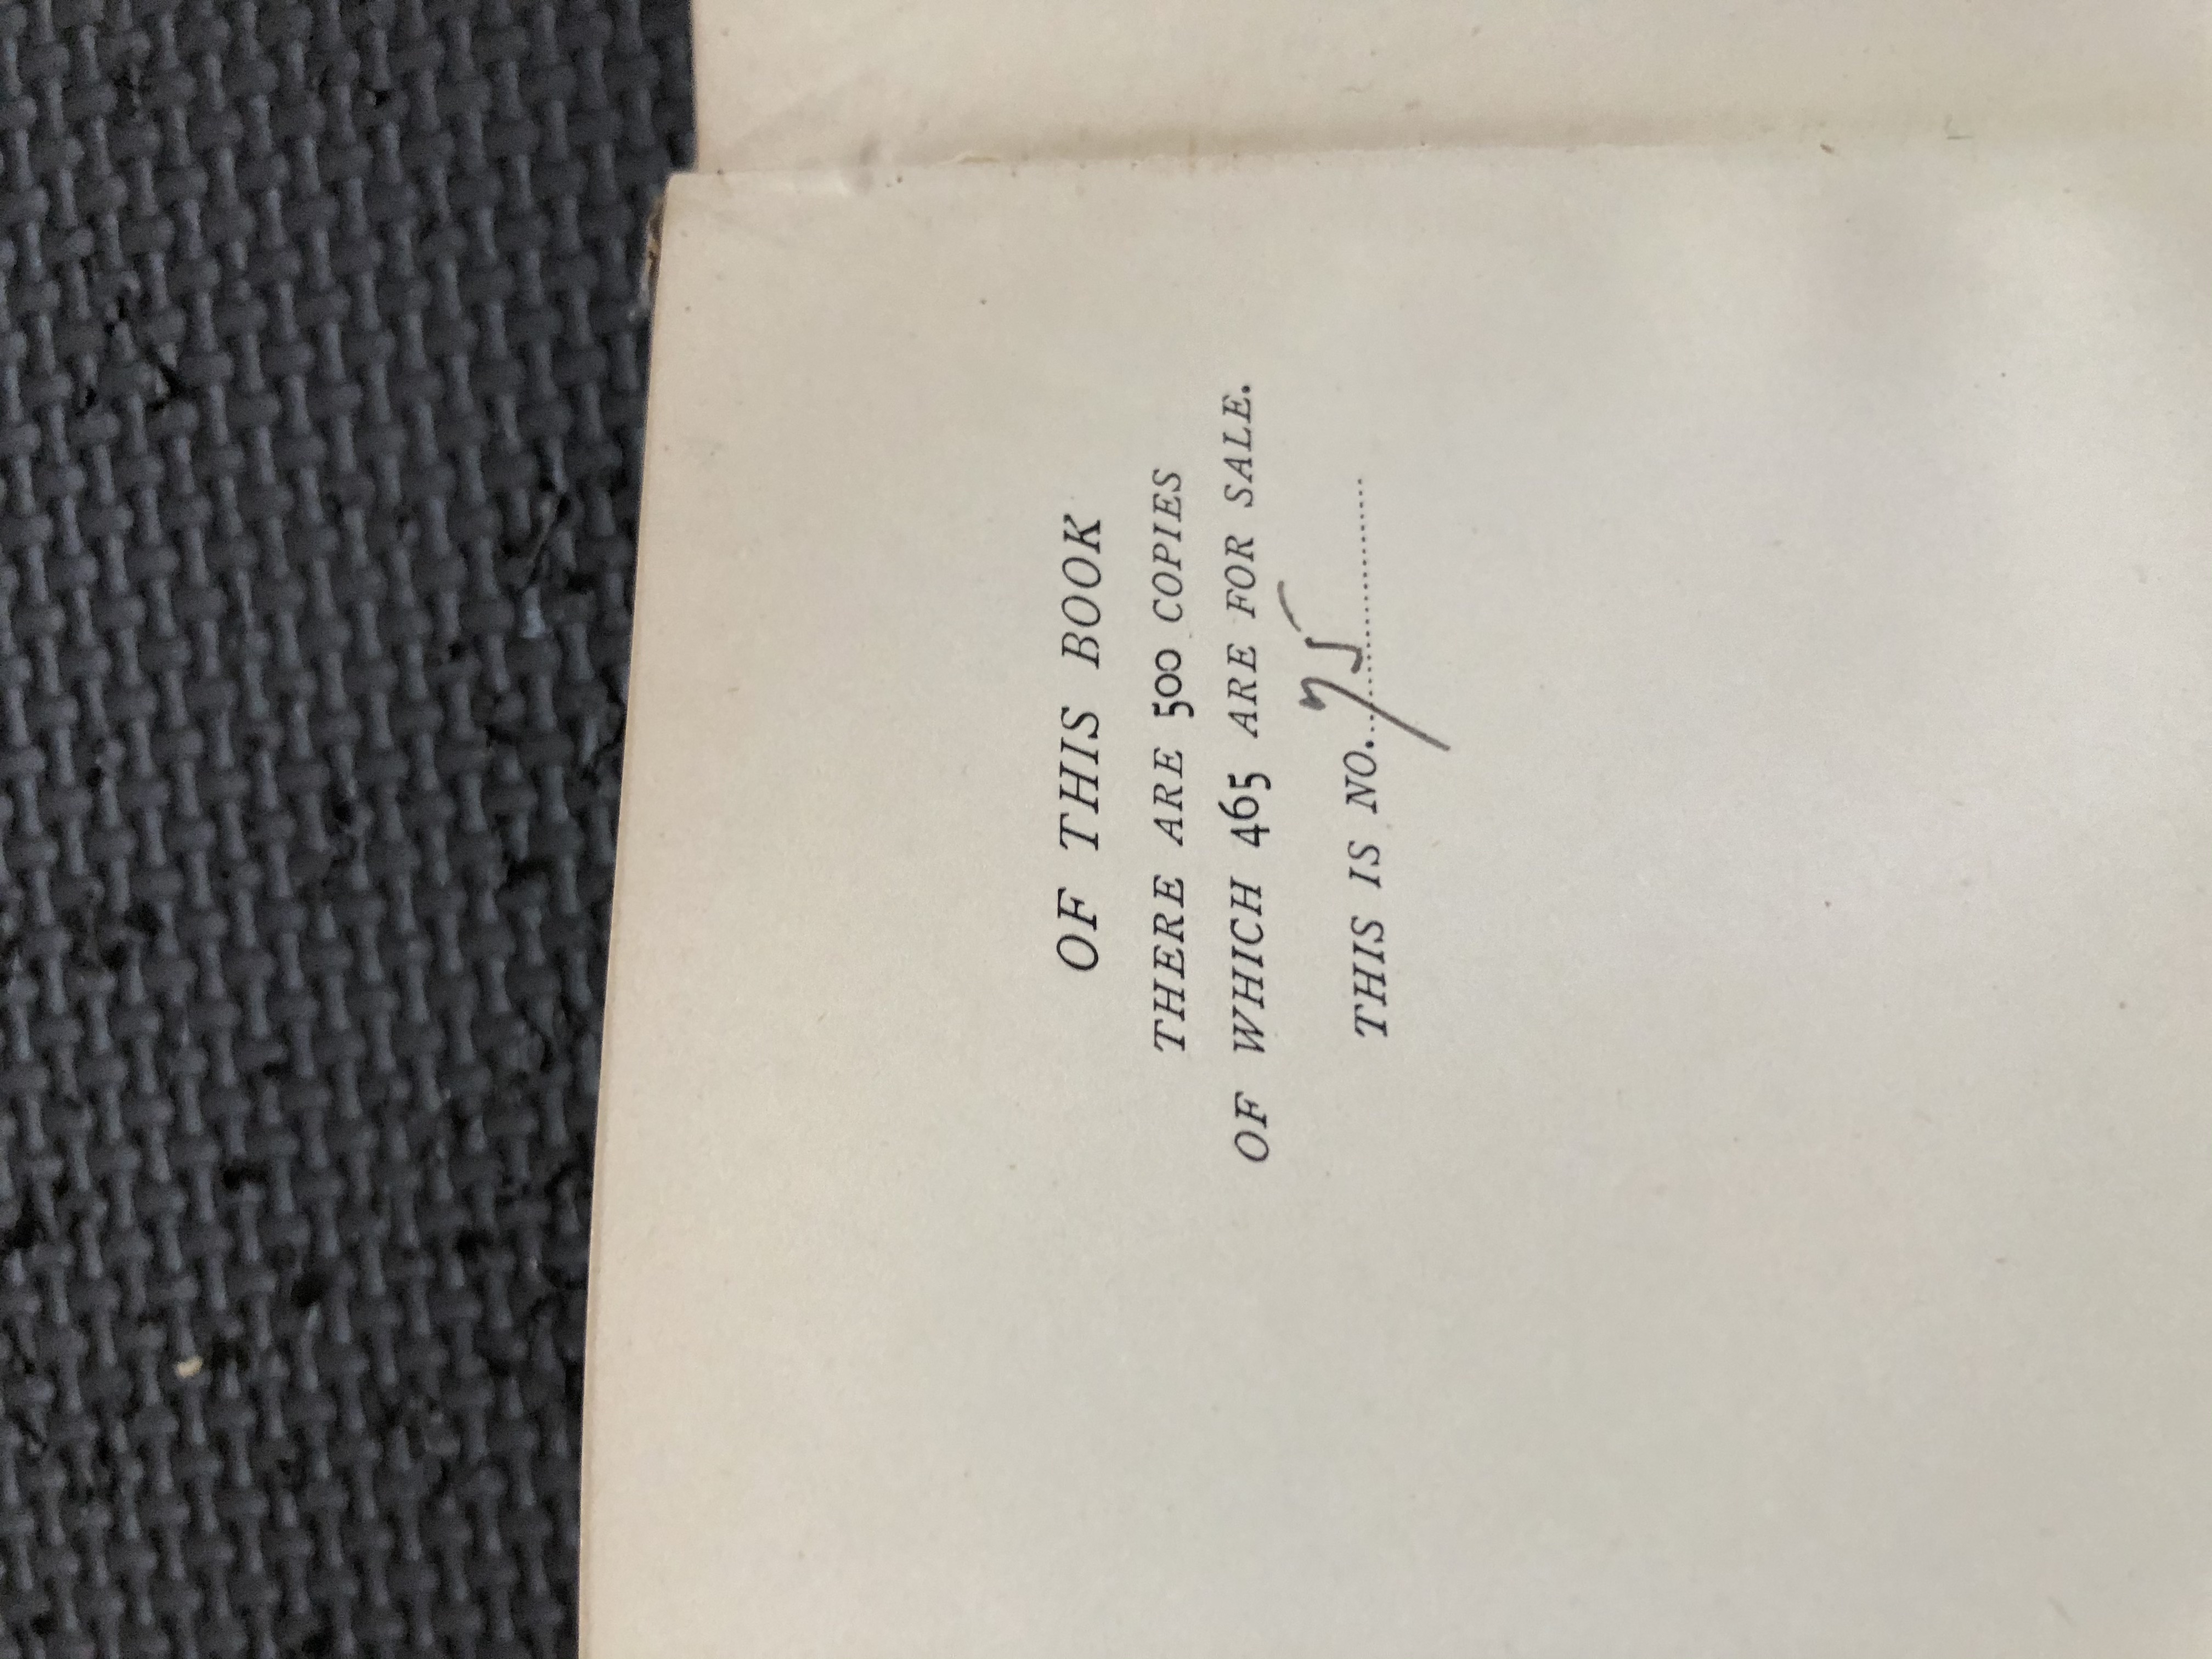 OF THIS BOOK
THERE ARE 500 COPIES
OF WHICH 465 ARE FOR SALE.
THIS IS NO. 75